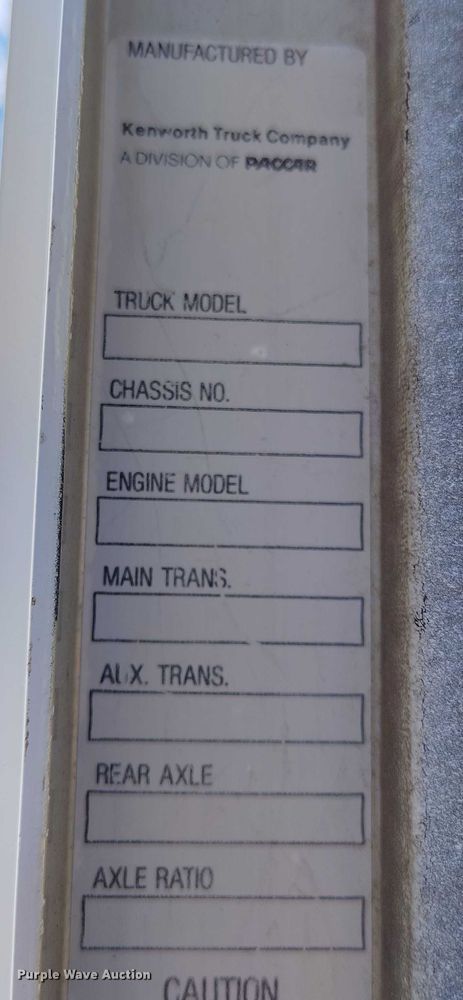 MANUFACTURED BY
Kenworth Truck Company
A DIVISION OF PACCAR
TRUCK MODEL
CHASSIS NO.
ENGINE MODEL
MAIN TRANS.
AUX. TRANS.
REAR AXLE
AXLE RATIO
CAUTION
Purple Wave Auction